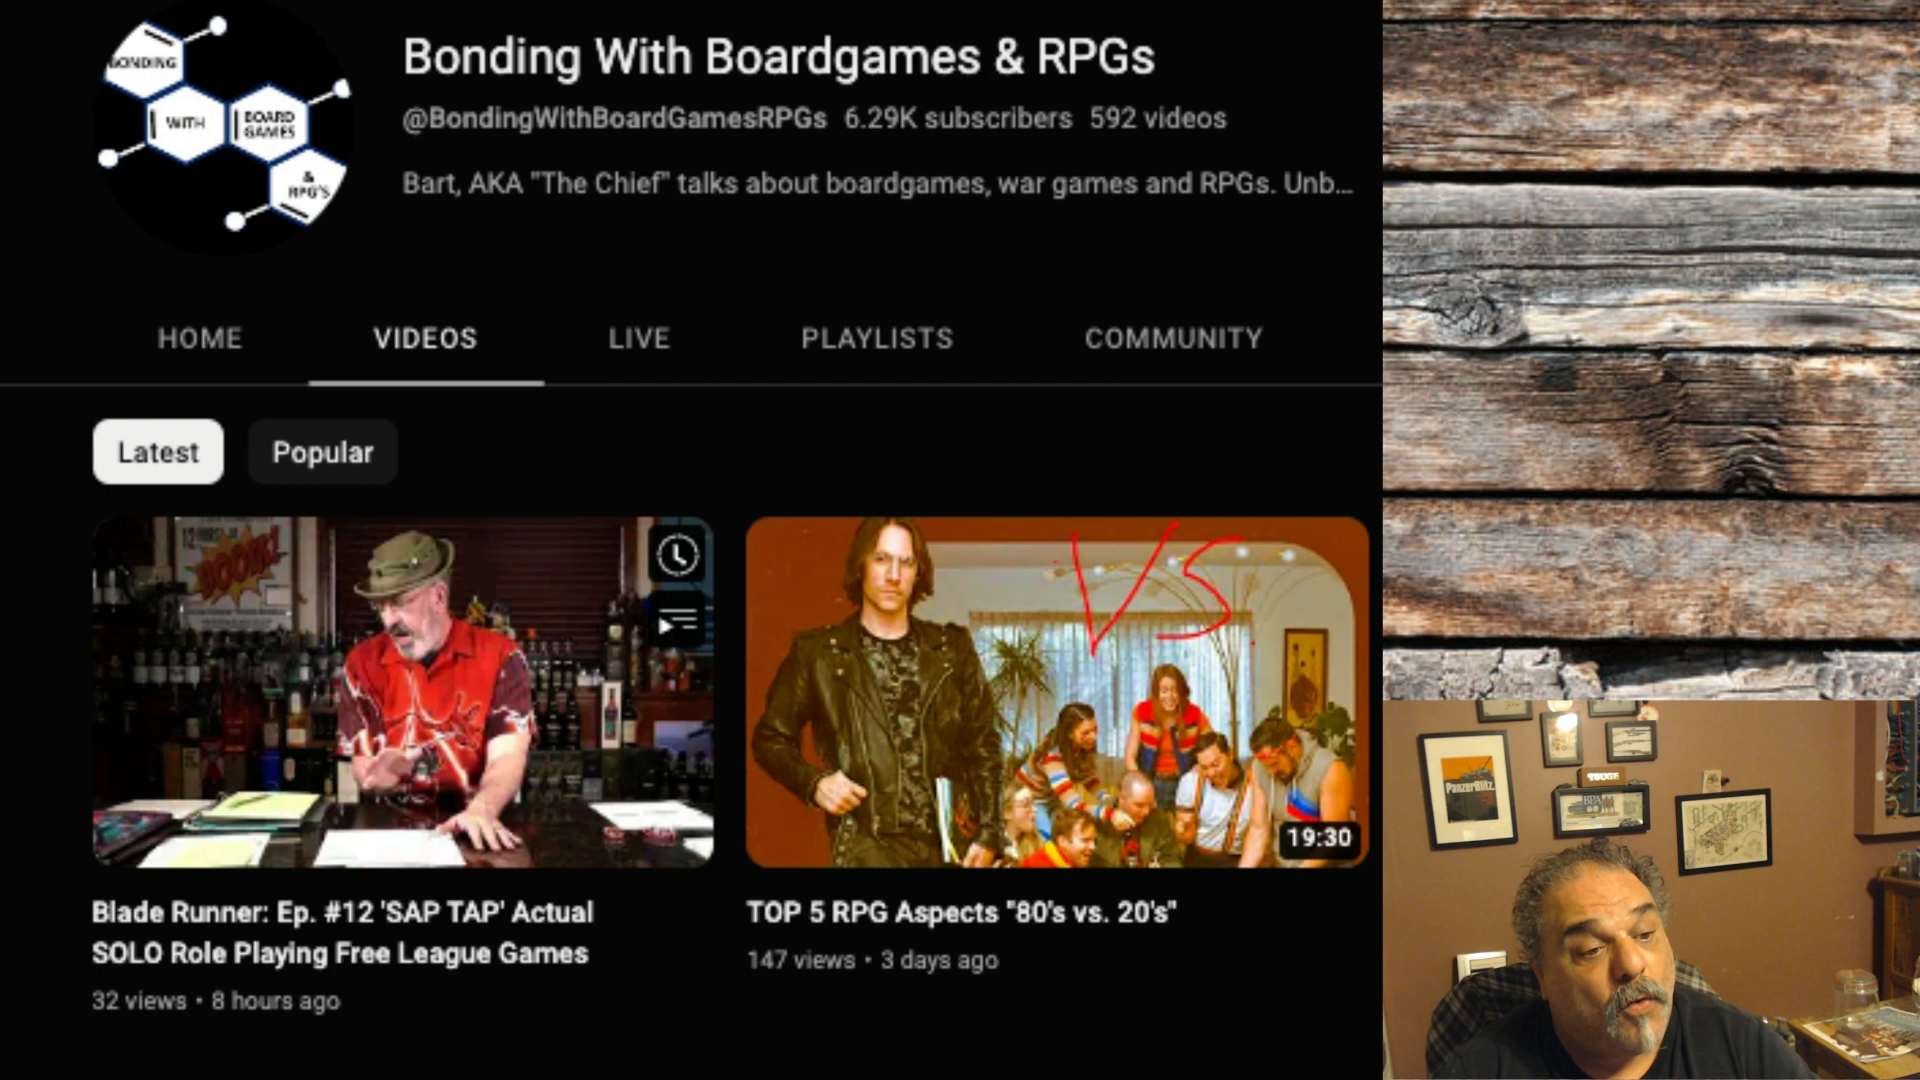 BONDING
WITH
BOARD
GAMES
&
RPG'S
Bonding With Boardgames & RPGs
@BondingWithBoardGamesRPGs 6.29K subscribers 592 videos
Bart, AKA "The Chief" talks about boardgames, war games and RPGs. Unb...
HOME VIDEOS LIVE PLAYLISTS COMMUNITY
Latest Popular
BOOM!
VS
19:30
Blade Runner: Ep. #12 'SAP TAP' Actual
SOLO Role Playing Free League Games
32 views • 8 hours ago
TOP 5 RPG Aspects "80's vs. 20's"
147 views • 3 days ago
PanzerBlitz.